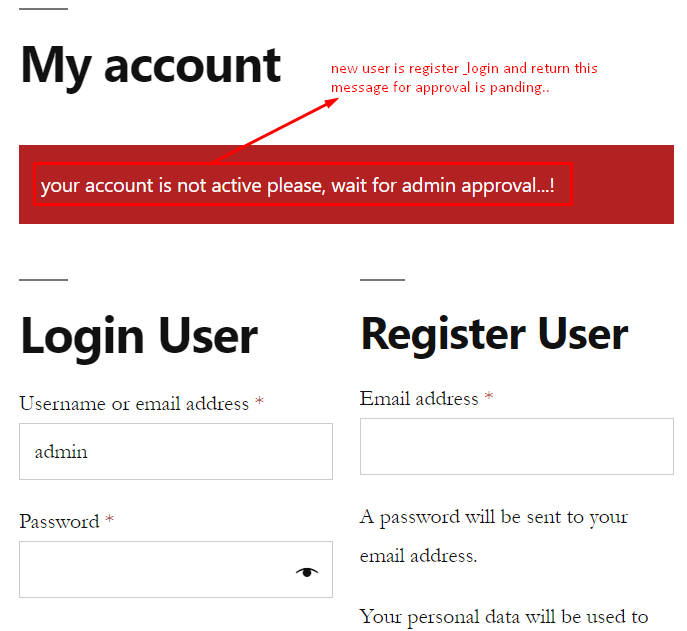 My account
new user is register _login and return this
message for approval is panding..
your account is not active please, wait for admin approval...!
Login User
Username or email address *
admin
Password *
Register User
Email address *
A password will be sent to your
email address.
Your personal data will be used to